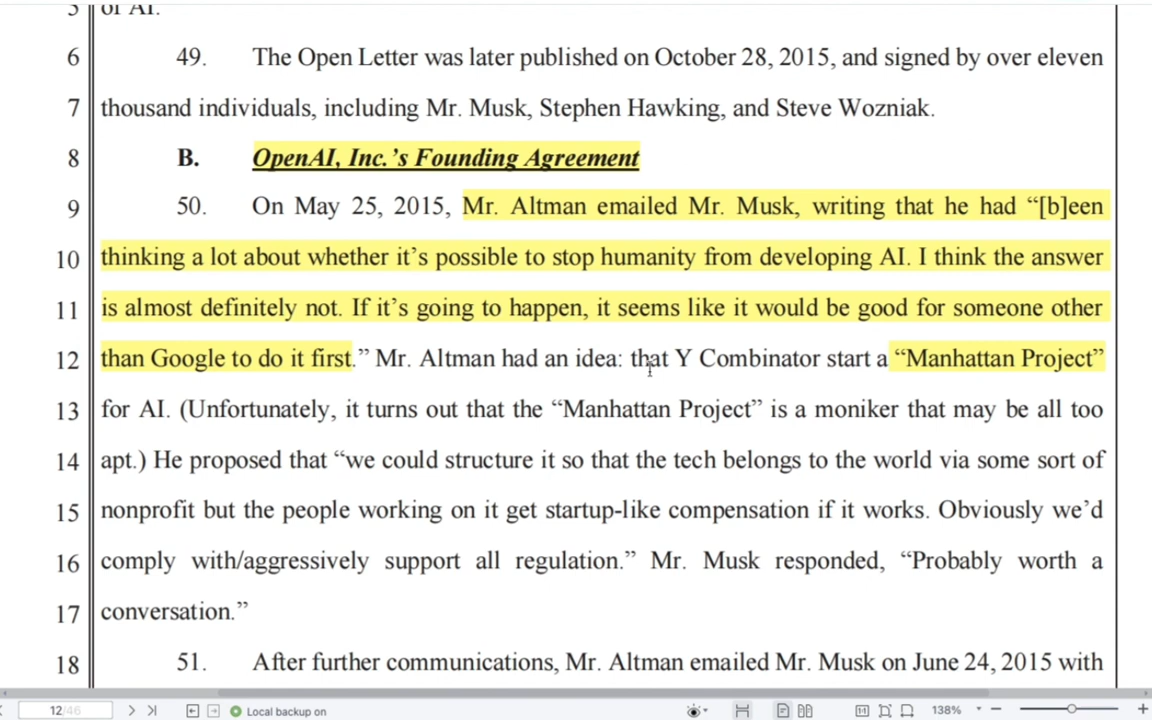 5 of AI.
6 49. The Open Letter was later published on October 28, 2015, and signed by over eleven
7 thousand individuals, including Mr. Musk, Stephen Hawking, and Steve Wozniak.
8 B. OpenAI, Inc.’s Founding Agreement
9 50. On May 25, 2015, Mr. Altman emailed Mr. Musk, writing that he had “[b]een
10 thinking a lot about whether it’s possible to stop humanity from developing AI. I think the answer
11 is almost definitely not. If it’s going to happen, it seems like it would be good for someone other
12 than Google to do it first.” Mr. Altman had an idea: that Y Combinator start a “Manhattan Project”
13 for AI. (Unfortunately, it turns out that the “Manhattan Project” is a moniker that may be all too
14 apt.) He proposed that “we could structure it so that the tech belongs to the world via some sort of
15 nonprofit but the people working on it get startup-like compensation if it works. Obviously we’d
16 comply with/aggressively support all regulation.” Mr. Musk responded, “Probably worth a
17 conversation.”
18 51. After further communications, Mr. Altman emailed Mr. Musk on June 24, 2015 with
12/46 Local backup on 1:1 138%